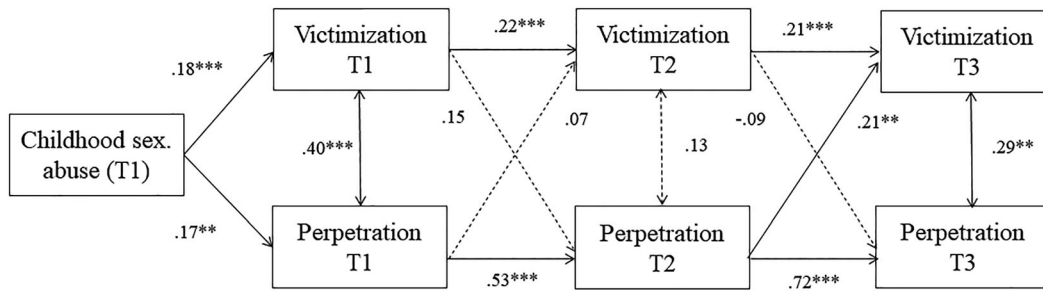 Victimization
T1
.22***
Victimization
T2
.21***
Victimization
T3
.18***
Childhood sex.
abuse (T1)
.40***
.15
.07
.13
-.09
.21**
.29**
.17**
Perpetration
T1
.53***
Perpetration
T2
.72***
Perpetration
T3